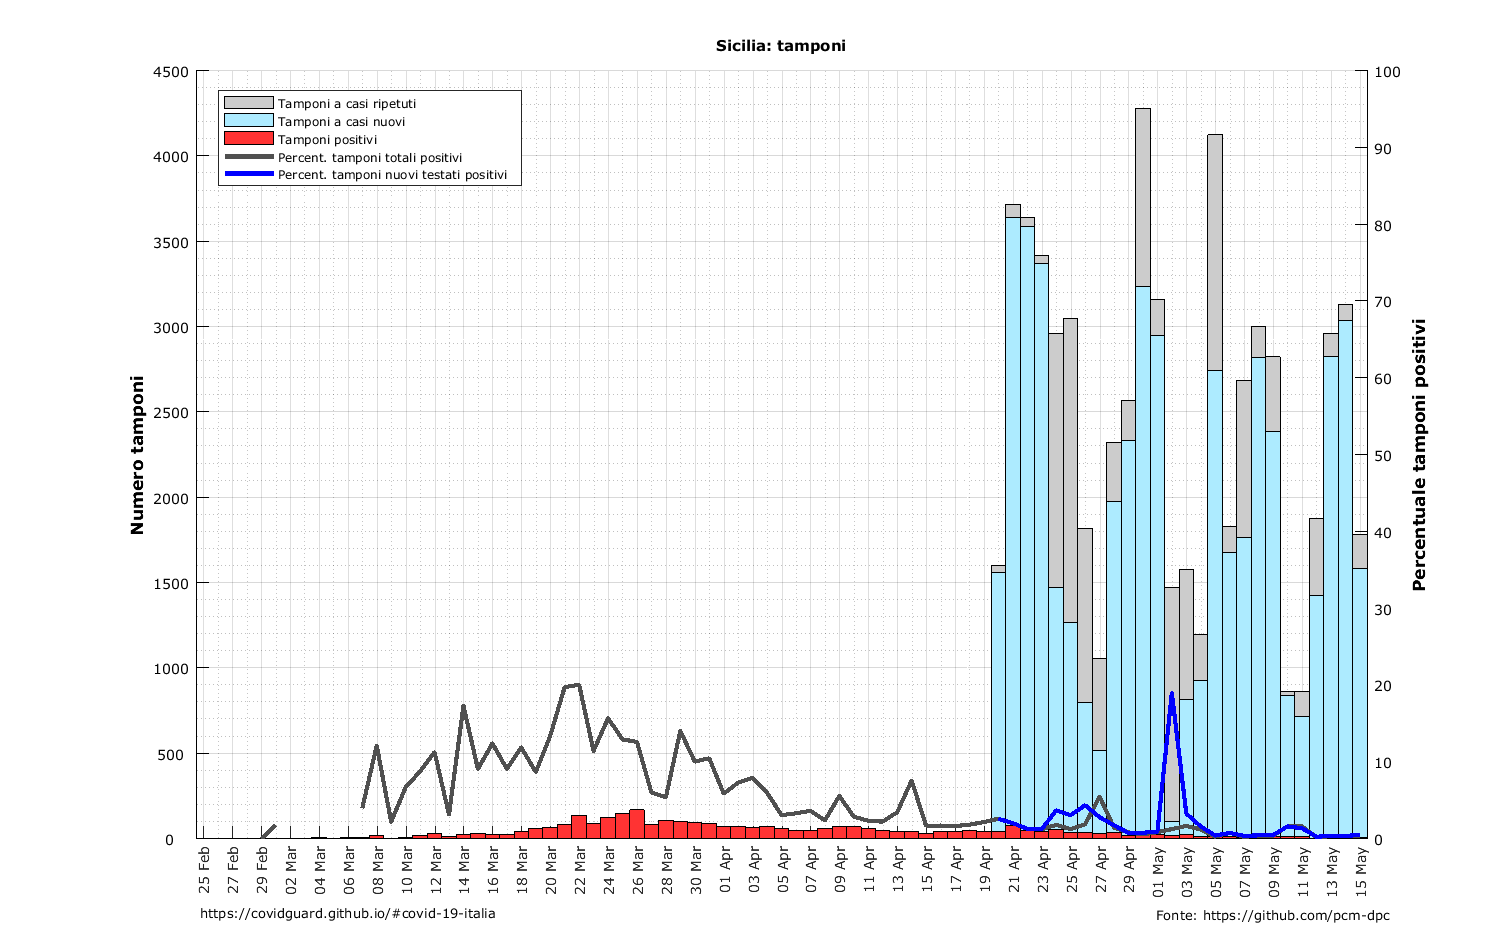 Sicilia: tamponi
4500
4000
3500
3000
2500
2000
1500
1000
500
0
Numero tamponi
Tamponi a casi ripetuti
Tamponi a casi nuovi
Tamponi positivi
Percent. tamponi totali positivi
Percent. tamponi nuovi testati positivi
100
90
80
70
60
50
40
30
20
10
0
Percentuale tamponi positivi
25 Feb
27 Feb
29 Feb
02 Mar
04 Mar
06 Mar
08 Mar
10 Mar
12 Mar
14 Mar
16 Mar
18 Mar
20 Mar
22 Mar
24 Mar
26 Mar
28 Mar
30 Mar
01 Apr
03 Apr
05 Apr
07 Apr
09 Apr
11 Apr
13 Apr
15 Apr
17 Apr
19 Apr
21 Apr
23 Apr
25 Apr
27 Apr
29 Apr
01 May
03 May
05 May
07 May
09 May
11 May
13 May
15 May
https://covidguard.github.io/#covid-19-italia
Fonte: https://github.com/pcm-dpc